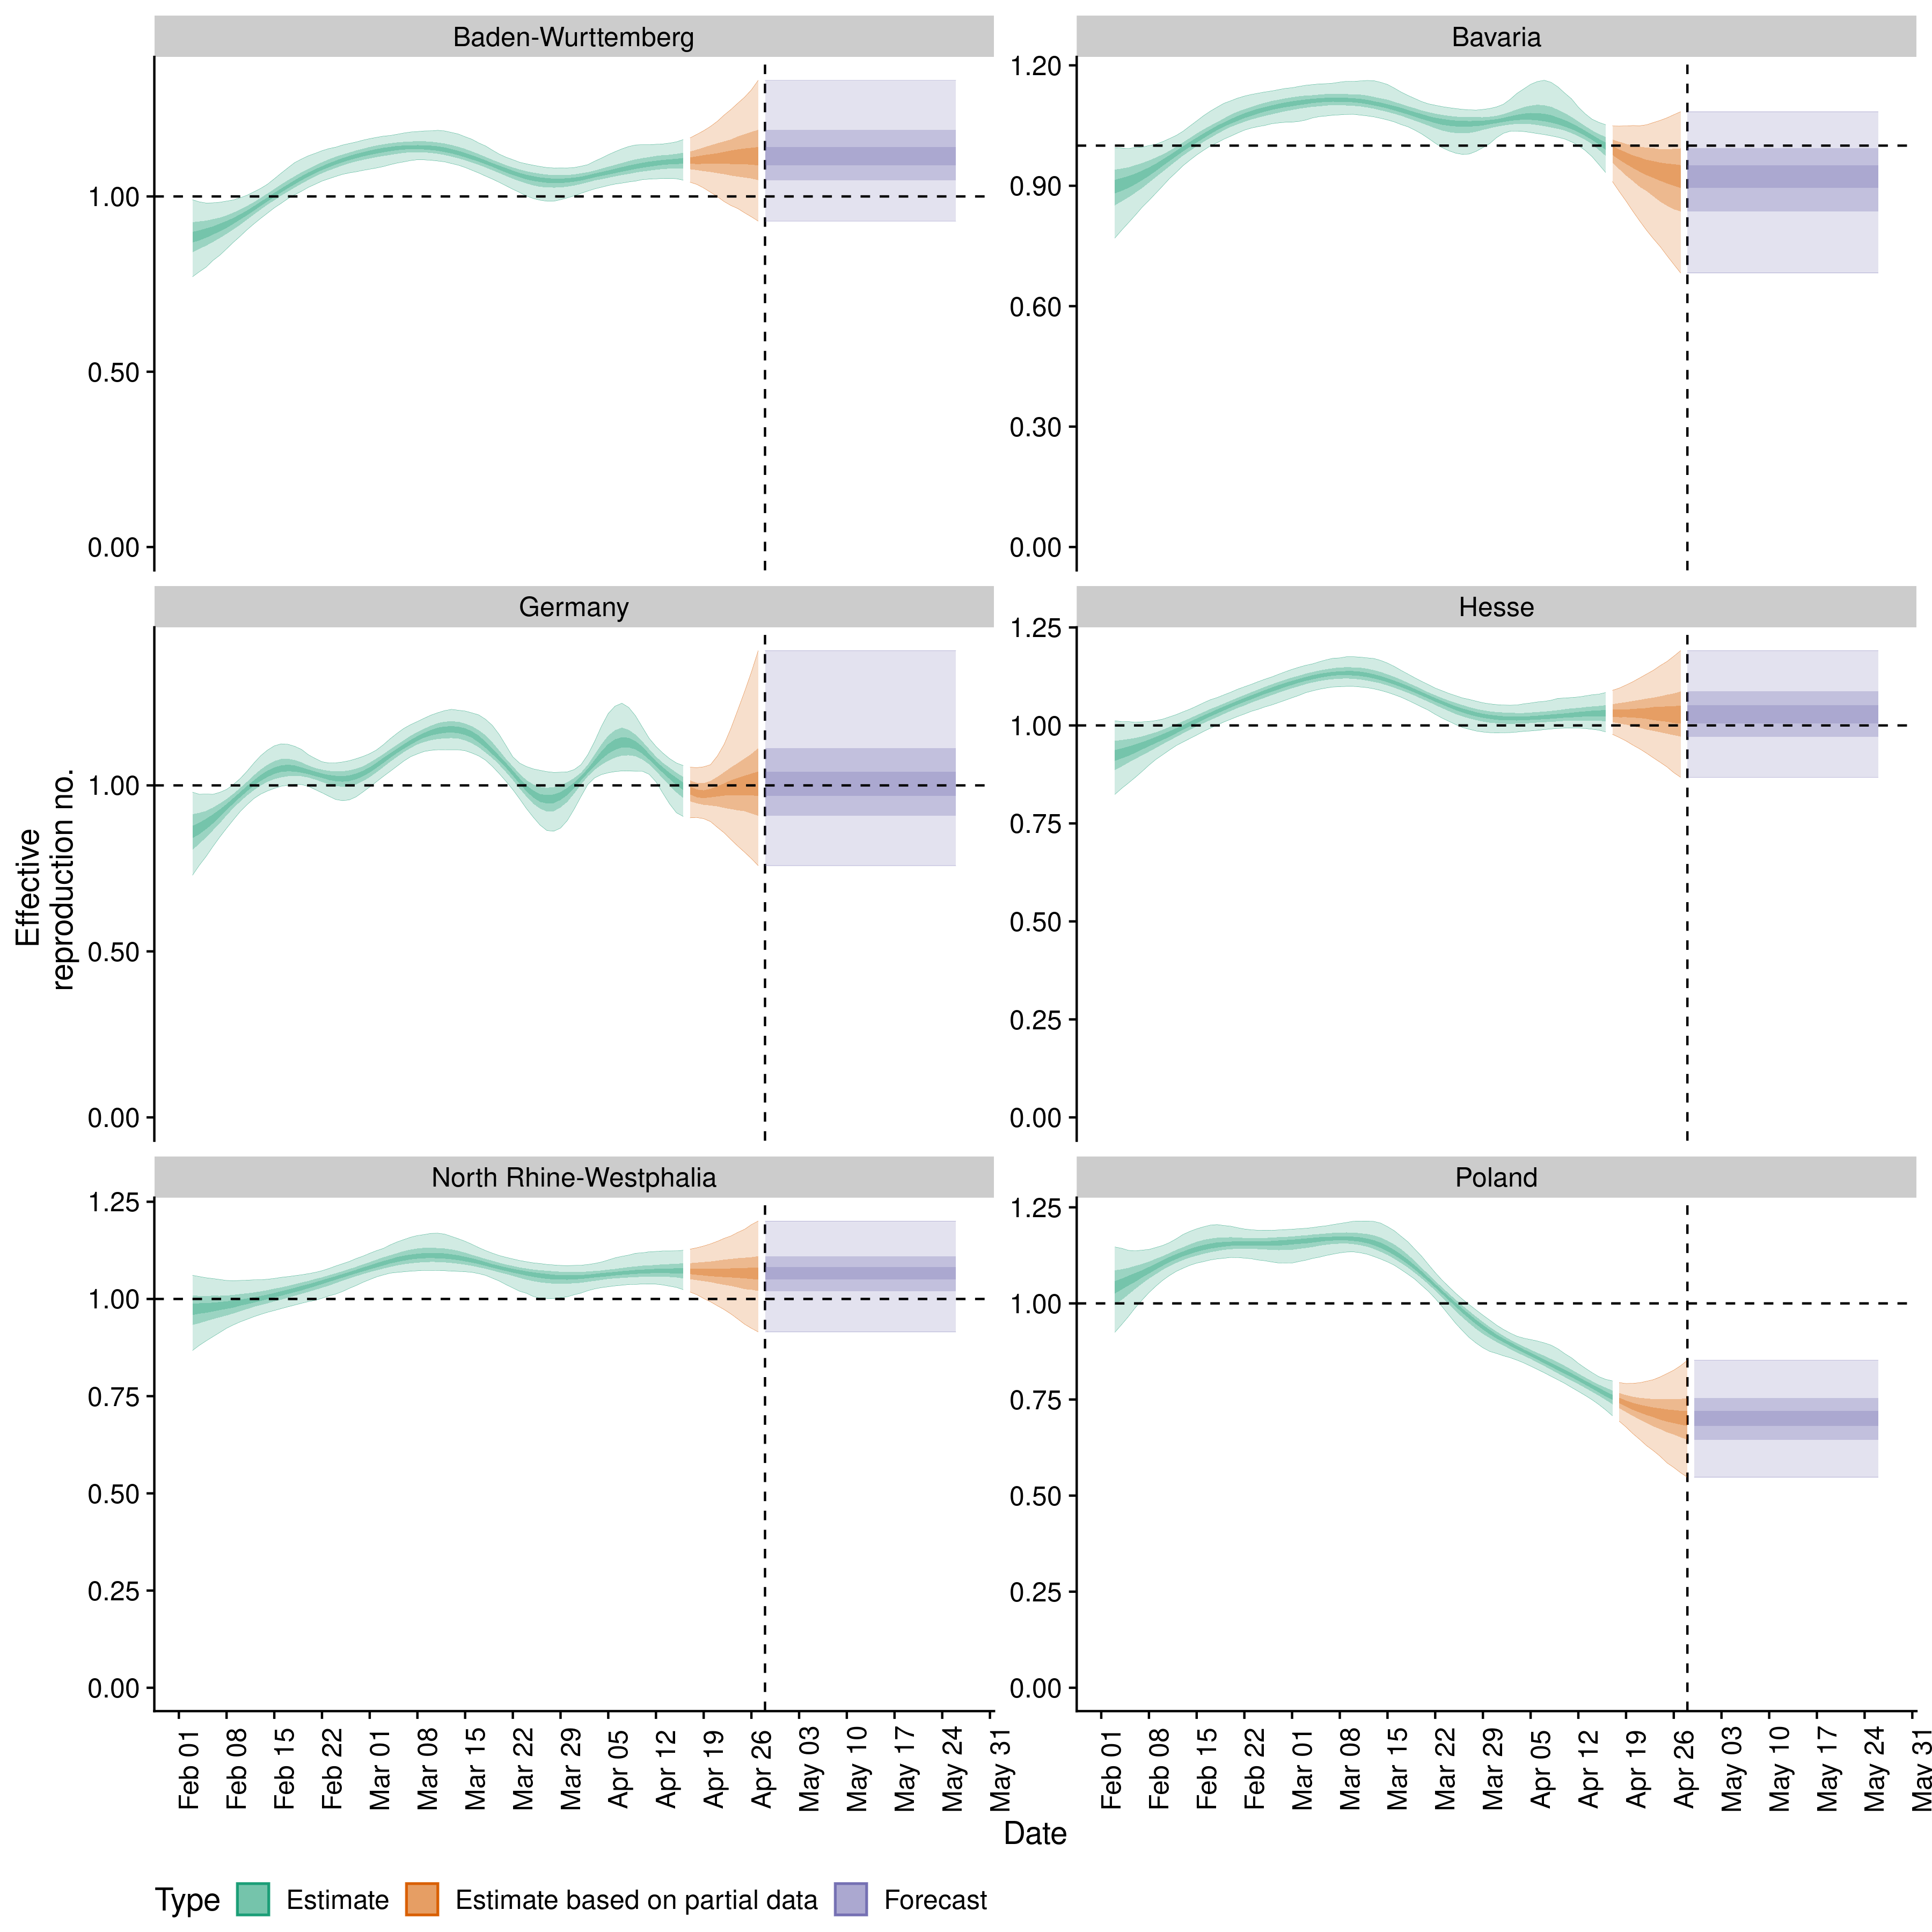 Baden-Wurttemberg
Bavaria
1.00
0.50
0.00
1.20
0.90
0.60
0.30
0.00
Germany
Hesse
1.00
0.50
0.00
1.25
1.00
0.75
0.50
0.25
0.00
Effective
reproduction no.
North Rhine-Westphalia
Poland
1.25
1.00
0.75
0.50
0.25
0.00
1.25
1.00
0.75
0.50
0.25
0.00
Feb 01
Feb 08
Feb 15
Feb 22
Mar 01
Mar 08
Mar 15
Mar 22
Mar 29
Apr 05
Apr 12
Apr 19
Apr 26
May 03
May 10
May 17
May 24
May 31
Feb 01
Feb 08
Feb 15
Feb 22
Mar 01
Mar 08
Mar 15
Mar 22
Mar 29
Apr 05
Apr 12
Apr 19
Apr 26
May 03
May 10
May 17
May 24
May 31
Date
Type Estimate Estimate based on partial data Forecast